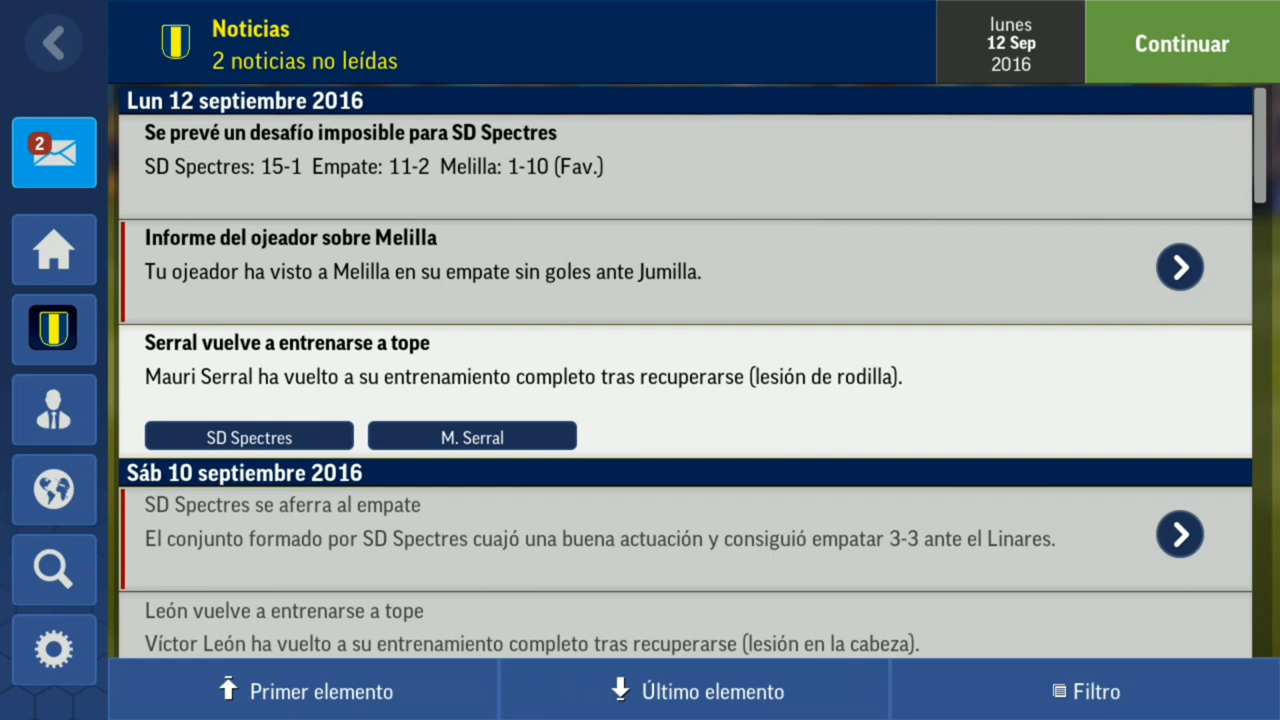 Noticias
2 noticias no leídas
lunes
12 Sep
2016
Continuar
2
Lun 12 septiembre 2016
Se prevé un desafío imposible para SD Spectres
SD Spectres: 15-1 Empate: 11-2 Melilla: 1-10 (Fav.)
Informe del ojeador sobre Melilla
Tu ojeador ha visto a Melilla en su empate sin goles ante Jumilla.
Serral vuelve a entrenarse a tope
Mauri Serral ha vuelto a su entrenamiento completo tras recuperarse (lesión de rodilla).
SD Spectres M. Serral
Sáb 10 septiembre 2016
SD Spectres se aferra al empate
El conjunto formado por SD Spectres cuajó una buena actuación y consiguió empatar 3-3 ante el Linares.
León vuelve a entrenarse a tope
Víctor León ha vuelto a su entrenamiento completo tras recuperarse (lesión en la cabeza).
Primer elemento Último elemento Filtro